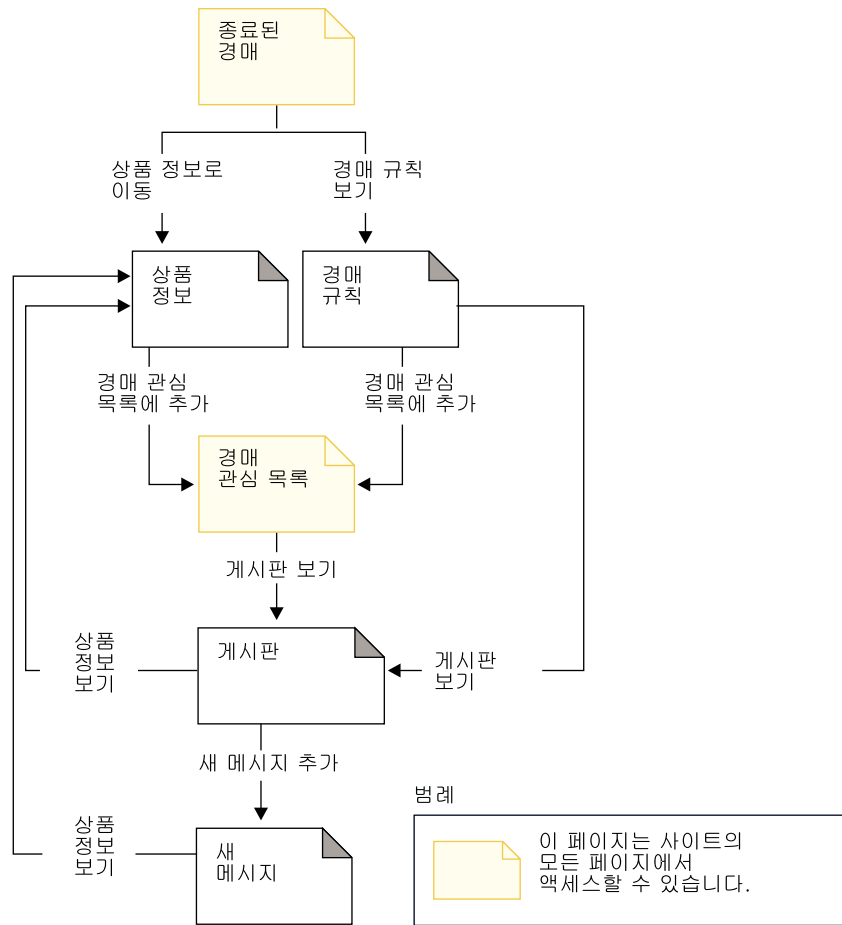 종료된
경매
상품 정보로
이동
경매 규칙
보기
상품
정보
경매
규칙
경매 관심
목록에 추가
경매 관심
목록에 추가
경매
관심 목록
게시판 보기
상품
정보
보기
게시판
게시판
보기
새 메시지 추가
상품
정보
보기
새
메시지
범례
이 페이지는 사이트의
모든 페이지에서
액세스할 수 있습니다.